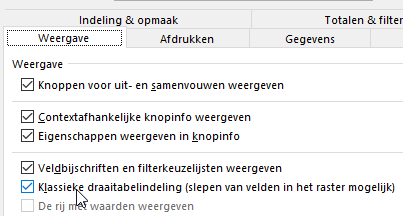 Indeling & opmaak Totalen & filter
Weergave Afdrukken Gegevens
Weergave
Knoppen voor uit- en samenvouwen weergeven
Contextafhankelijke knopinfo weergeven
Eigenschappen weergeven in knopinfo
Veldbijschriften en filterkeuzelijsten weergeven
Klassieke draaitabelindeling (slepen van velden in het raster mogelijk)
De rij met waarden weergeven